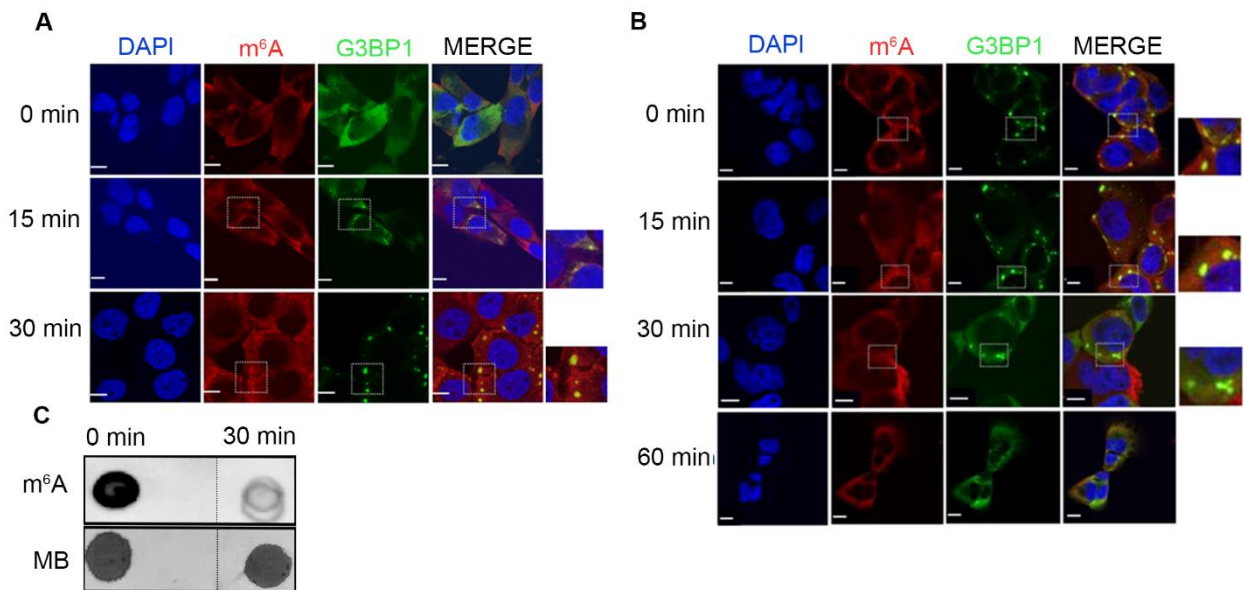 A
DAPI m⁶A G3BP1 MERGE
0 min
15 min
30 min
B
DAPI m⁶A G3BP1 MERGE
0 min
15 min
30 min
60 min
C
0 min 30 min
m⁶A
MB